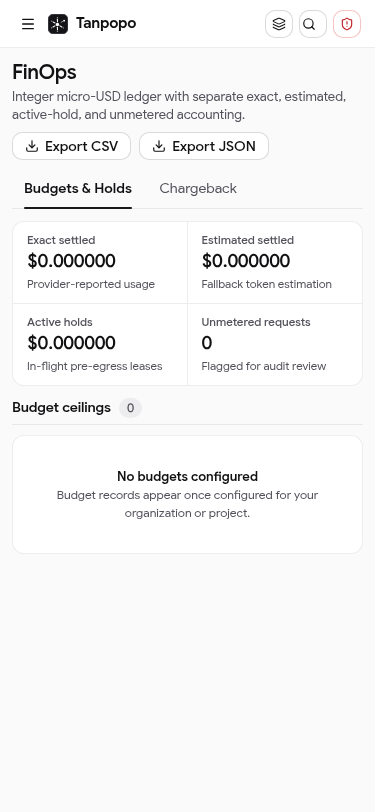 Tanpopo
FinOps
Integer micro-USD ledger with separate exact, estimated,
active-hold, and unmetered accounting.
Export CSV
Export JSON
Budgets & Holds
Chargeback
Exact settled
$0.000000
Provider-reported usage
Estimated settled
$0.000000
Fallback token estimation
Active holds
$0.000000
In-flight pre-egress leases
Unmetered requests
0
Flagged for audit review
Budget ceilings
0
No budgets configured
Budget records appear once configured for your
organization or project.